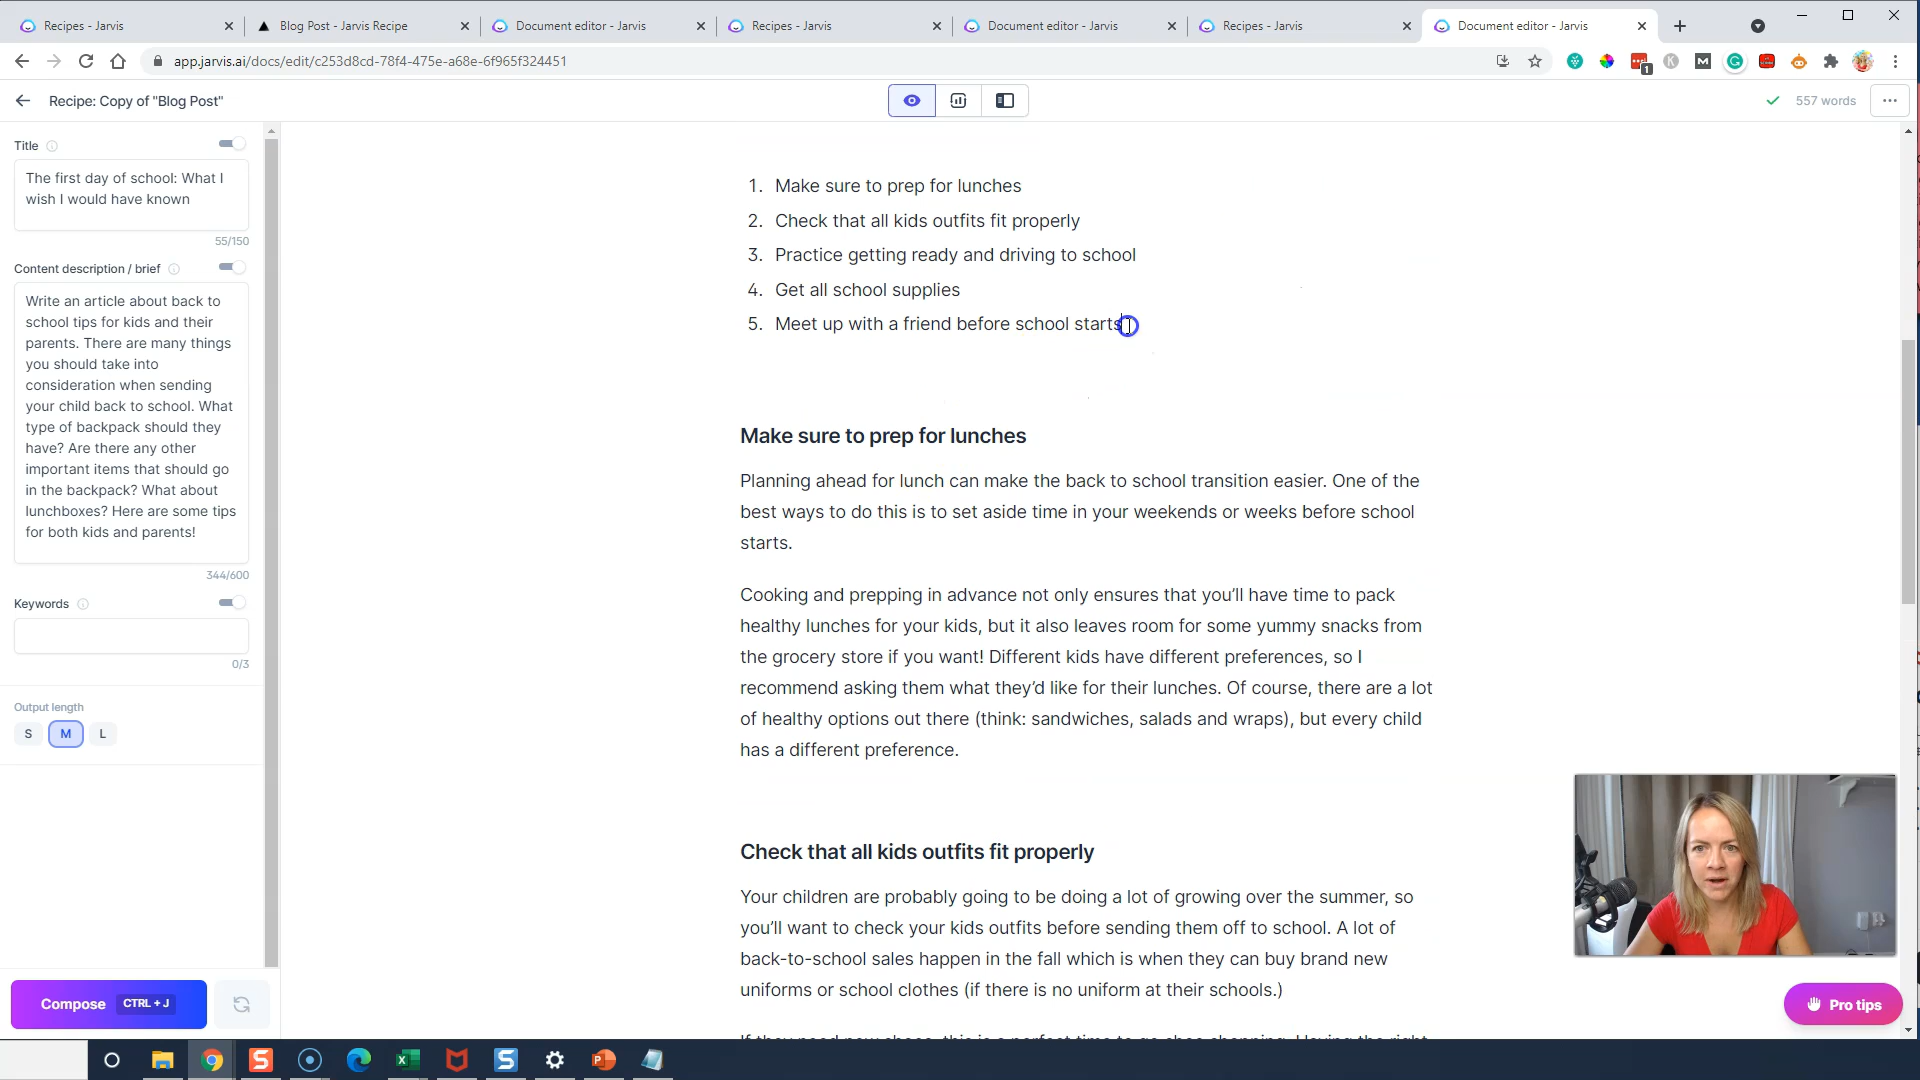 Recipes - Jarvis
Blog Post - Jarvis Recipe
Document editor - Jarvis
Recipes - Jarvis
Document editor - Jarvis
Recipes - Jarvis
Document editor - Jarvis
app.jarvis.ai/docs/edit/c253d8cd-78f4-475e-a68e-6f965f324451
Recipe: Copy of "Blog Post"
557 words
Title
The first day of school: What I
wish I would have known
55/150
Content description / brief
Write an article about back to
school tips for kids and their
parents. There are many things
you should take into
consideration when sending
your child back to school. What
type of backpack should they
have? Are there any other
important items that should go
in the backpack? What about
lunchboxes? Here are some tips
for both kids and parents!
344/600
Keywords
0/3
Output length
S M L
Compose CTRL + J
1. Make sure to prep for lunches
2. Check that all kids outfits fit properly
3. Practice getting ready and driving to school
4. Get all school supplies
5. Meet up with a friend before school starts
Make sure to prep for lunches
Planning ahead for lunch can make the back to school transition easier. One of the
best ways to do this is to set aside time in your weekends or weeks before school
starts.
Cooking and prepping in advance not only ensures that you'll have time to pack
healthy lunches for your kids, but it also leaves room for some yummy snacks from
the grocery store if you want! Different kids have different preferences, so I
recommend asking them what they'd like for their lunches. Of course, there are a lot
of healthy options out there (think: sandwiches, salads and wraps), but every child
has a different preference.
Check that all kids outfits fit properly
Your children are probably going to be doing a lot of growing over the summer, so
you'll want to check your kids outfits before sending them off to school. A lot of
back-to-school sales happen in the fall which is when they can buy brand new
uniforms or school clothes (if there is no uniform at their schools.)
Pro tips